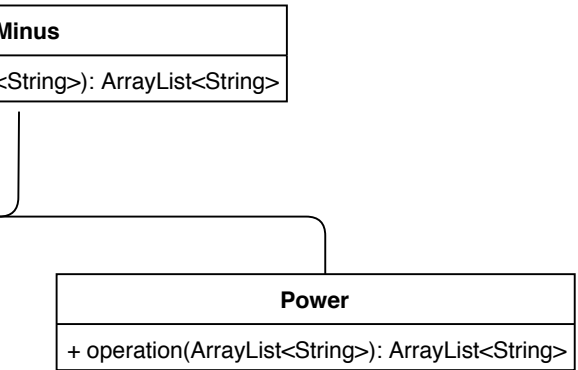 Minus
<String>): ArrayList<String>
Power
+ operation(ArrayList<String>): ArrayList<String>